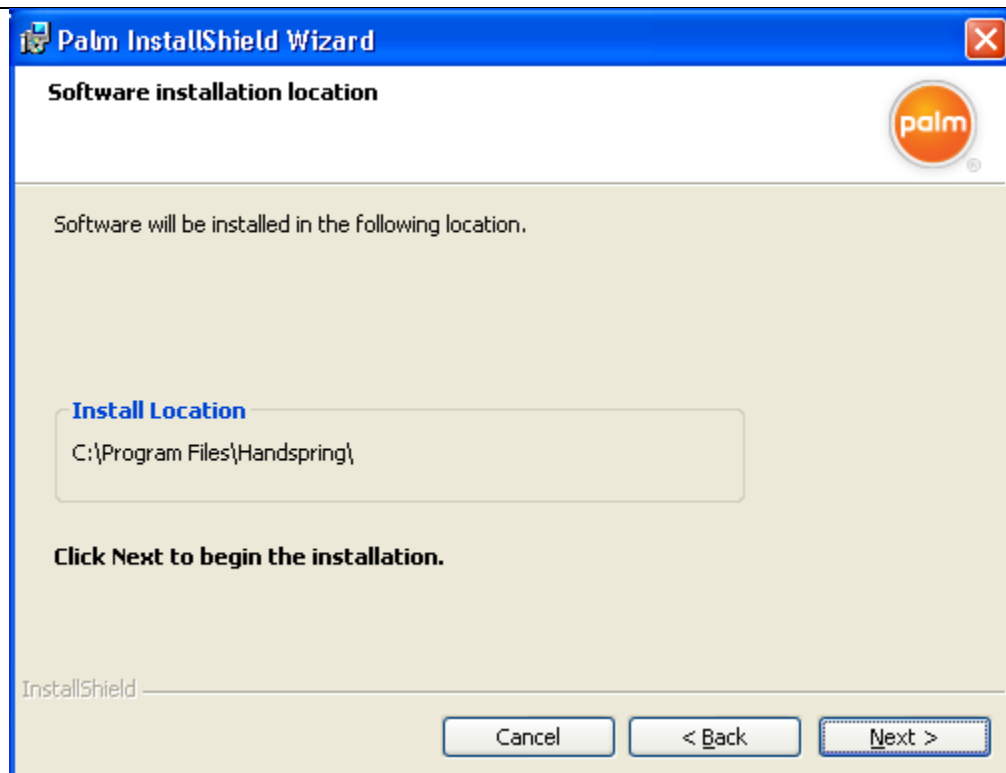 Palm InstallShield Wizard
Software installation location
palm
®
Software will be installed in the following location.
Install Location
C:\Program Files\Handspring\
Click Next to begin the installation.
InstallShield
Cancel
< Back
Next >